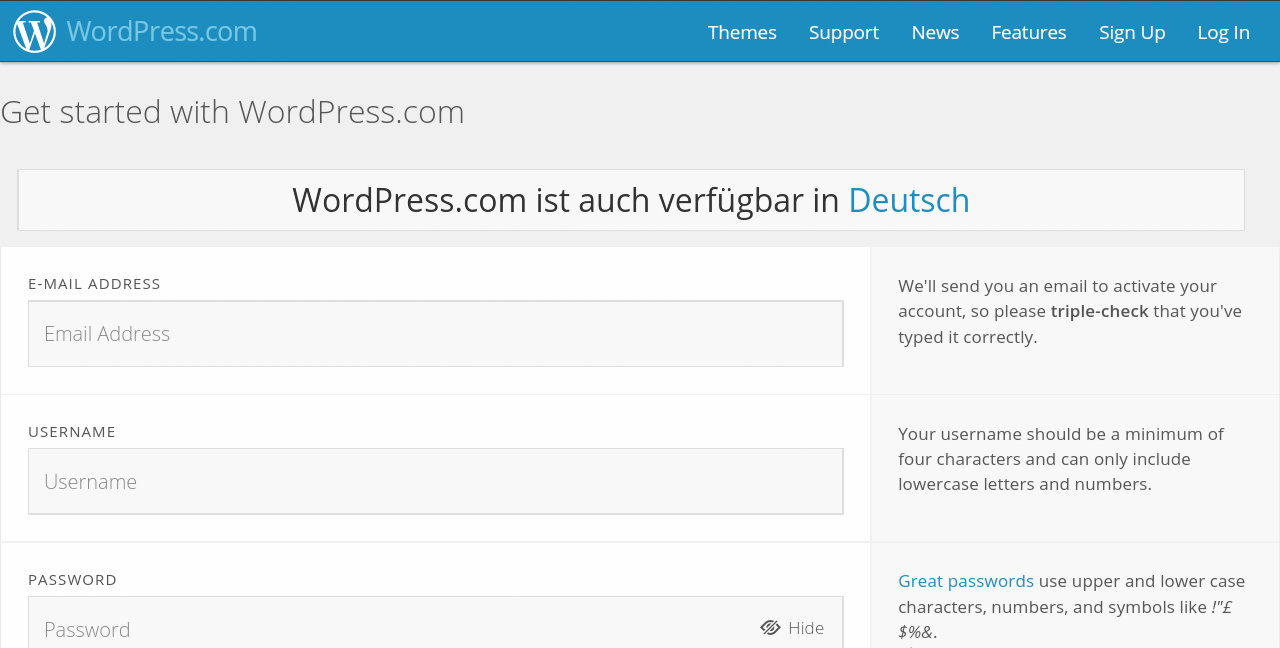 WordPress.com
Themes Support News Features Sign Up Log In
Get started with WordPress.com
WordPress.com ist auch verfügbar in Deutsch
E-MAIL ADDRESS
Email Address
We'll send you an email to activate your
account, so please triple-check that you've
typed it correctly.
USERNAME
Username
Your username should be a minimum of
four characters and can only include
lowercase letters and numbers.
PASSWORD
Password
Hide
Great passwords use upper and lower case
characters, numbers, and symbols like !"£
$%&.